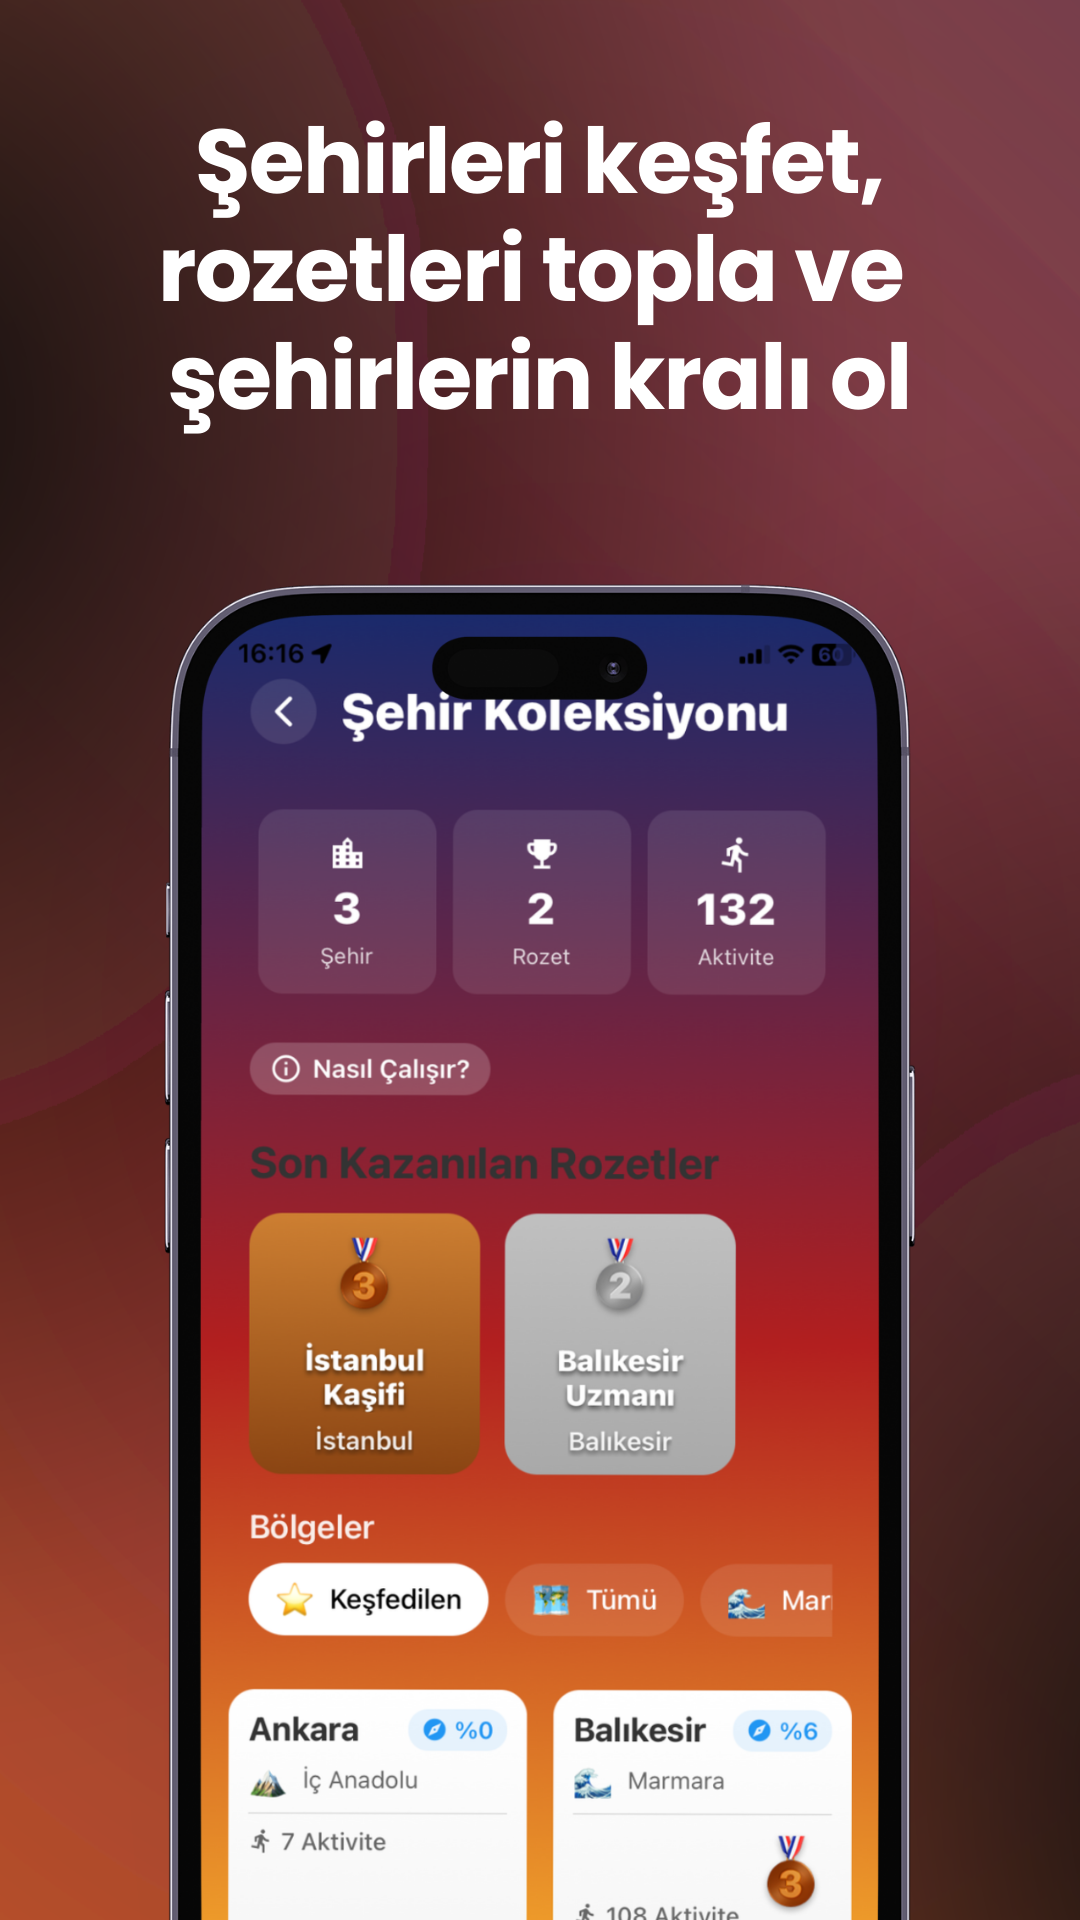 Şehirleri keşfet,
rozetleri topla ve
şehirlerin kralı ol
16:16
60
Şehir Koleksiyonu
3
2
132
Şehir
Rozet
Aktivite
Nasıl Çalışır?
Son Kazanılan Rozetler
3
2
İstanbul
Kaşifi
İstanbul
Balıkesir
Uzmanı
Balıkesir
Bölgeler
Keşfedilen
Tümü
Mar
Ankara
%0
Balıkesir
%6
İç Anadolu
Marmara
7 Aktivite
3
108 Aktivite